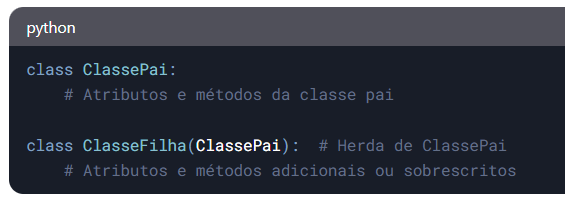 python
class ClassePai:
    # Atributos e métodos da classe pai
class ClasseFilha(ClassePai):  # Herda de ClassePai
    # Atributos e métodos adicionais ou sobrescritos